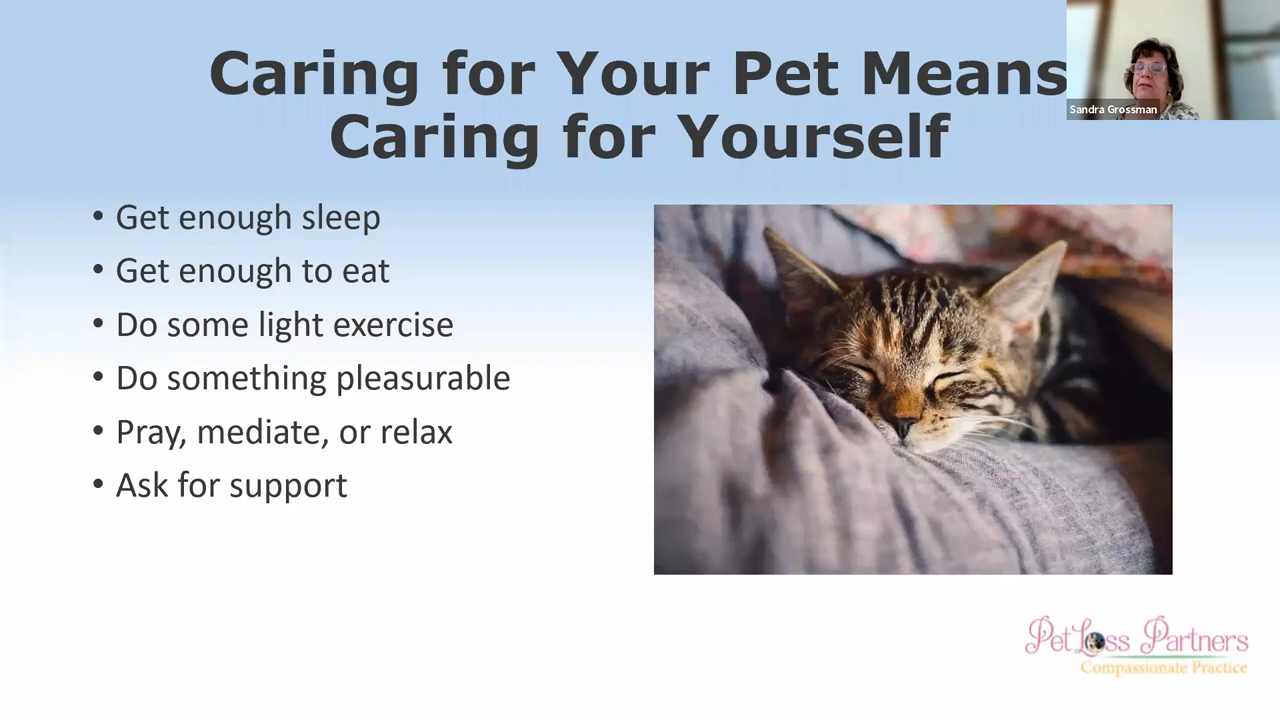 Caring for Your Pet Means
Caring for Yourself
Sandra Grossman
• Get enough sleep
• Get enough to eat
• Do some light exercise
• Do something pleasurable
• Pray, mediate, or relax
• Ask for support
Pet Loss Partners
Compassionate Practice